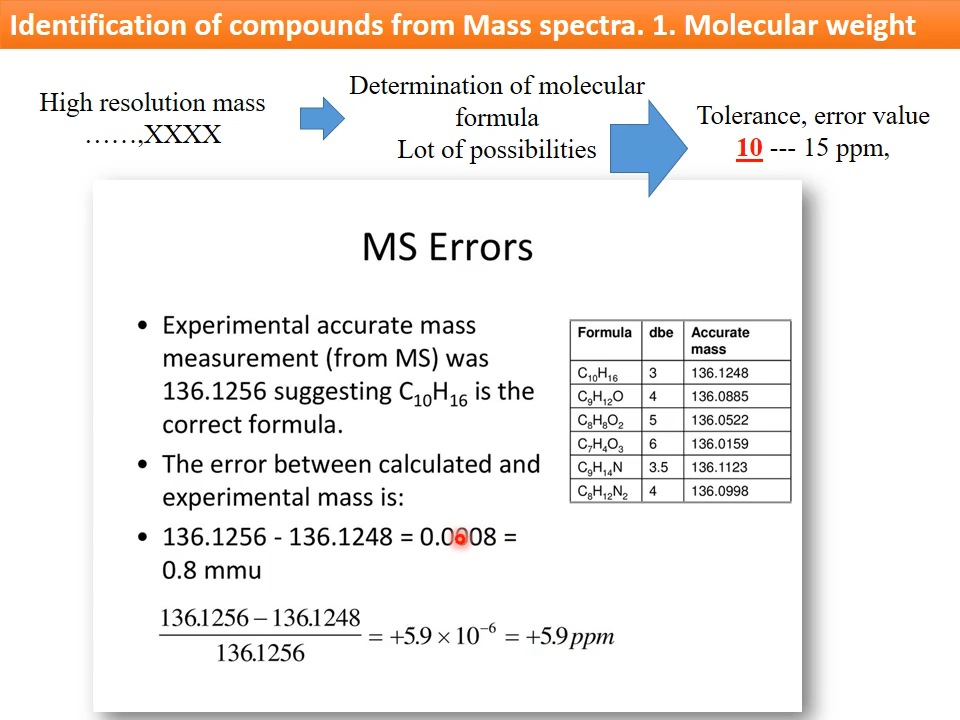 Identification of compounds from Mass spectra. 1. Molecular weight
High resolution mass
……,XXXX
Determination of molecular
formula
Lot of possibilities
Tolerance, error value
10 --- 15 ppm,
MS Errors
• Experimental accurate mass
measurement (from MS) was
136.1256 suggesting C₁₀H₁₆ is the
correct formula.
• The error between calculated and
experimental mass is:
• 136.1256 - 136.1248 = 0.0008 =
0.8 mmu
136.1256 – 136.1248
136.1256
= +5.9 × 10⁻⁶ = +5.9 ppm
Formula dbe Accurate
mass
C₁₀H₁₆ 3 136.1248
C₉H₁₂O 4 136.0885
C₈H₈O₂ 5 136.0522
C₇H₄O₃ 6 136.0159
C₉H₁₄N 3.5 136.1123
C₈H₁₂N₂ 4 136.0998